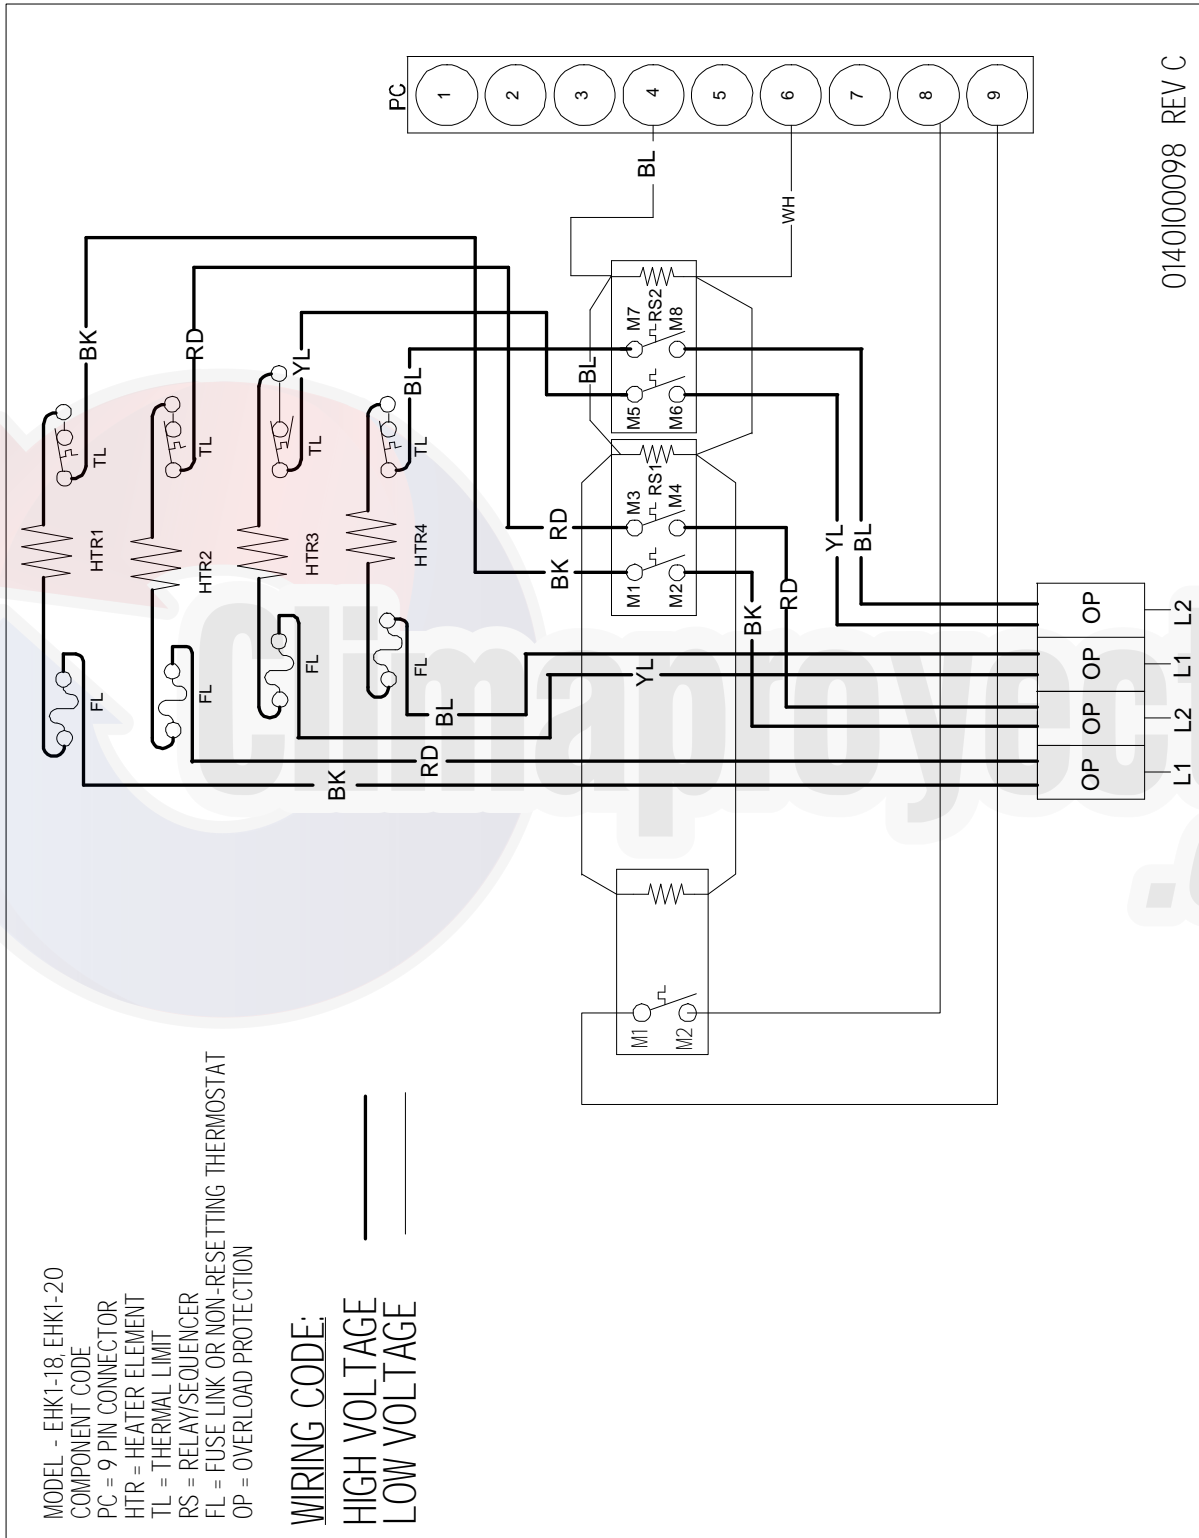 MODEL - EHK1-18, EHK1-20
COMPONENT CODE
PC = 9 PIN CONNECTOR
HTR = HEATER ELEMENT
TL = THERMAL LIMIT
RS = RELAY/SEQUENCER
FL = FUSE LINK OR NON-RESETTING THERMOSTAT
OP = OVERLOAD PROTECTION
WIRING CODE:
HIGH VOLTAGE
LOW VOLTAGE
FL
HTR1
TL
BK
FL
HTR2
TL
RD
FL
HTR3
TL
YL
FL
HTR4
TL
BL
BK
RD
BL
YL
BK
RD
M1
M2
M3
M4
RS1
BL
M5
M6
M7
M8
RS2
BL
WH
PC
1
2
3
4
5
6
7
8
9
M1
M2
BK
RD
YL
BL
OP
OP
OP
OP
L1
L2
L1
L2
0140I00098 REV C
Climaproyec